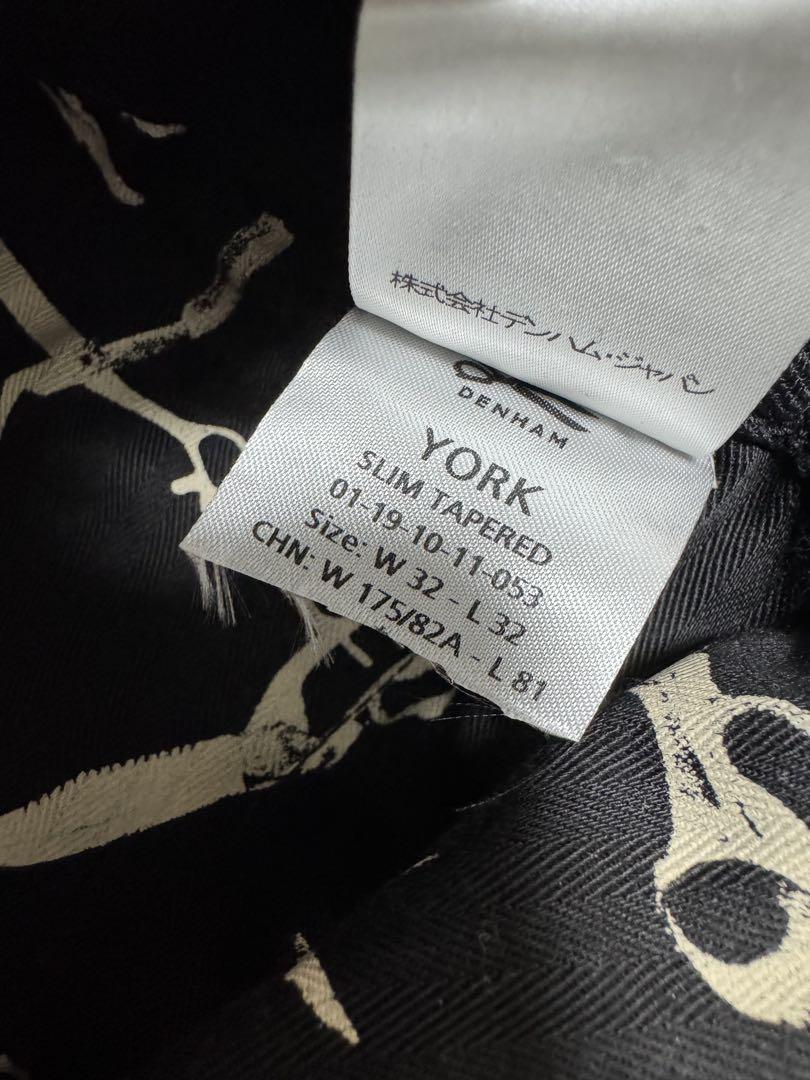 株式会社デンハム・ジャパン
DENHAM
YORK
SLIM TAPERED
01-19-10-11-053
Size: W 32 - L 32
CHN: W 175/82A - L 81